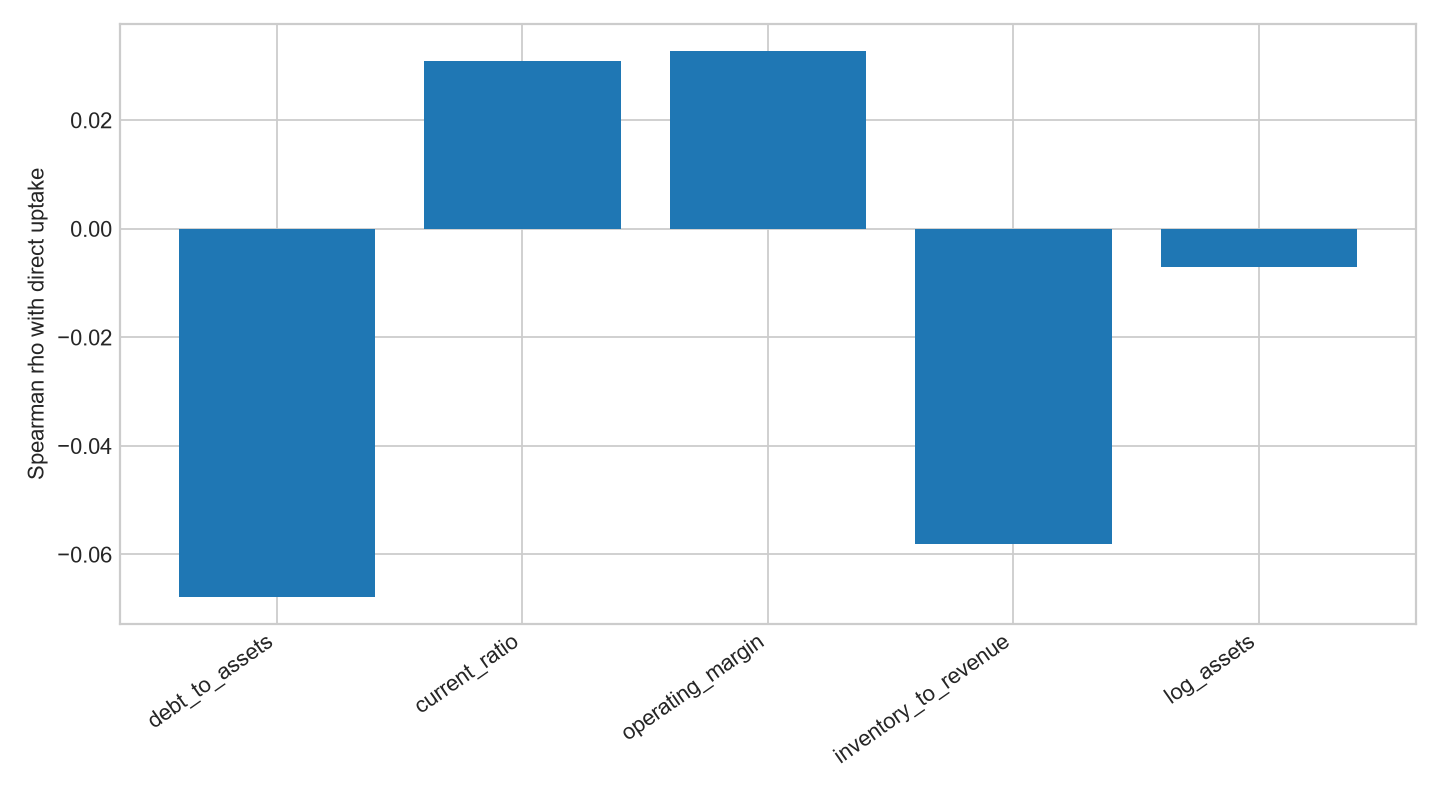 Spearman rho with direct uptake
0.02
0.00
−0.02
−0.04
−0.06
debt_to_assets
current_ratio
operating_margin
inventory_to_revenue
log_assets